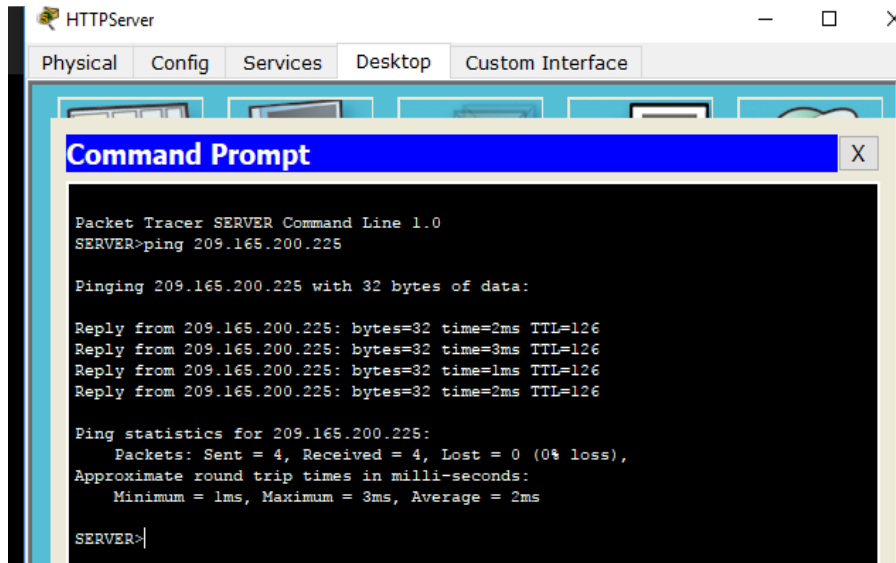 HTTPServer
Physical Config Services Desktop Custom Interface
Command Prompt
X
Packet Tracer SERVER Command Line 1.0
SERVER>ping 209.165.200.225
Pinging 209.165.200.225 with 32 bytes of data:
Reply from 209.165.200.225: bytes=32 time=2ms TTL=126
Reply from 209.165.200.225: bytes=32 time=3ms TTL=126
Reply from 209.165.200.225: bytes=32 time=1ms TTL=126
Reply from 209.165.200.225: bytes=32 time=2ms TTL=126
Ping statistics for 209.165.200.225:
Packets: Sent = 4, Received = 4, Lost = 0 (0% loss),
Approximate round trip times in milli-seconds:
Minimum = 1ms, Maximum = 3ms, Average = 2ms
SERVER>